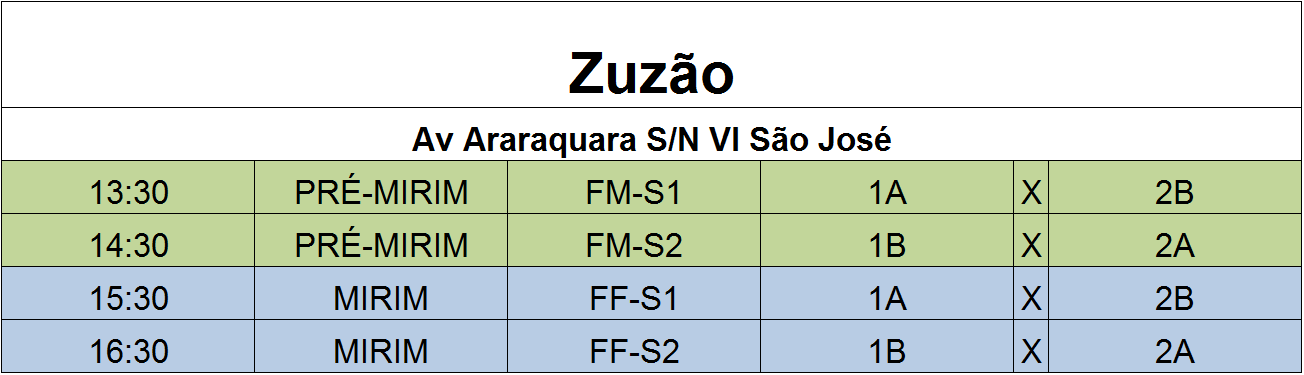 Zuzão
Av Araraquara S/N Vl São José
13:30 PRÉ-MIRIM FM-S1 1A X 2B
14:30 PRÉ-MIRIM FM-S2 1B X 2A
15:30 MIRIM FF-S1 1A X 2B
16:30 MIRIM FF-S2 1B X 2A